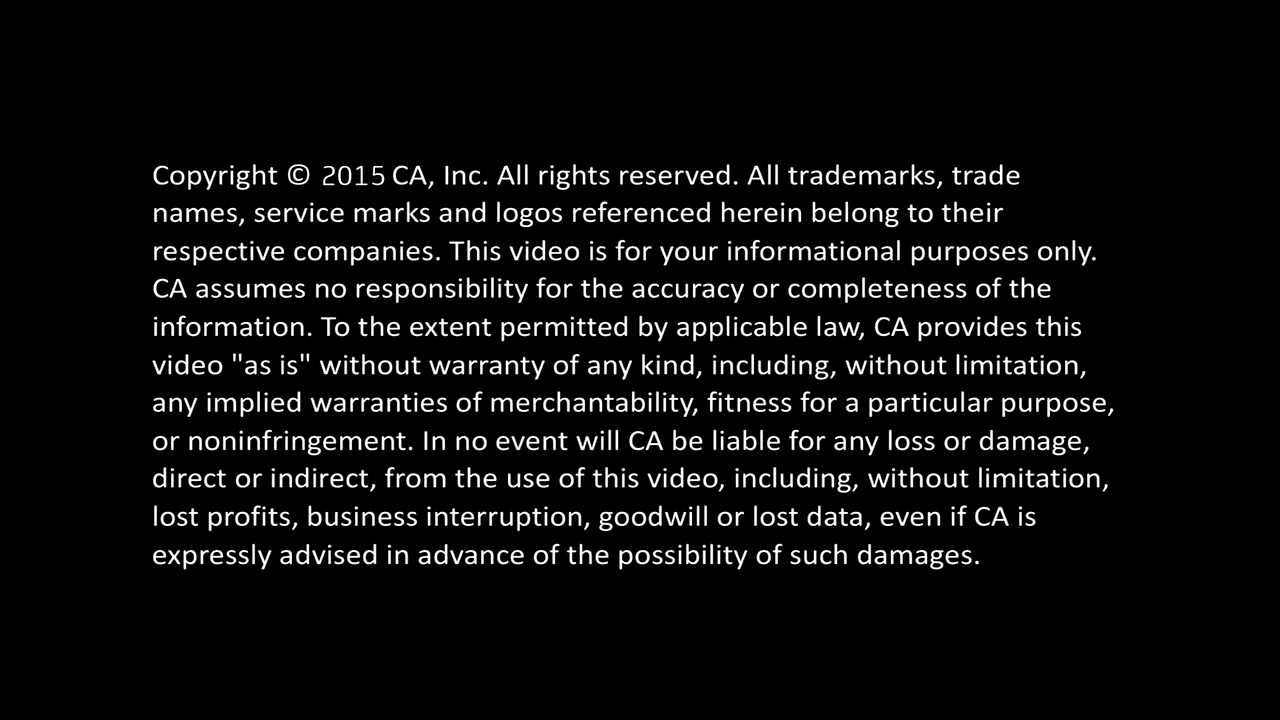 Copyright © 2015 CA, Inc. All rights reserved. All trademarks, trade
names, service marks and logos referenced herein belong to their
respective companies. This video is for your informational purposes only.
CA assumes no responsibility for the accuracy or completeness of the
information. To the extent permitted by applicable law, CA provides this
video "as is" without warranty of any kind, including, without limitation,
any implied warranties of merchantability, fitness for a particular purpose,
or noninfringement. In no event will CA be liable for any loss or damage,
direct or indirect, from the use of this video, including, without limitation,
lost profits, business interruption, goodwill or lost data, even if CA is
expressly advised in advance of the possibility of such damages.